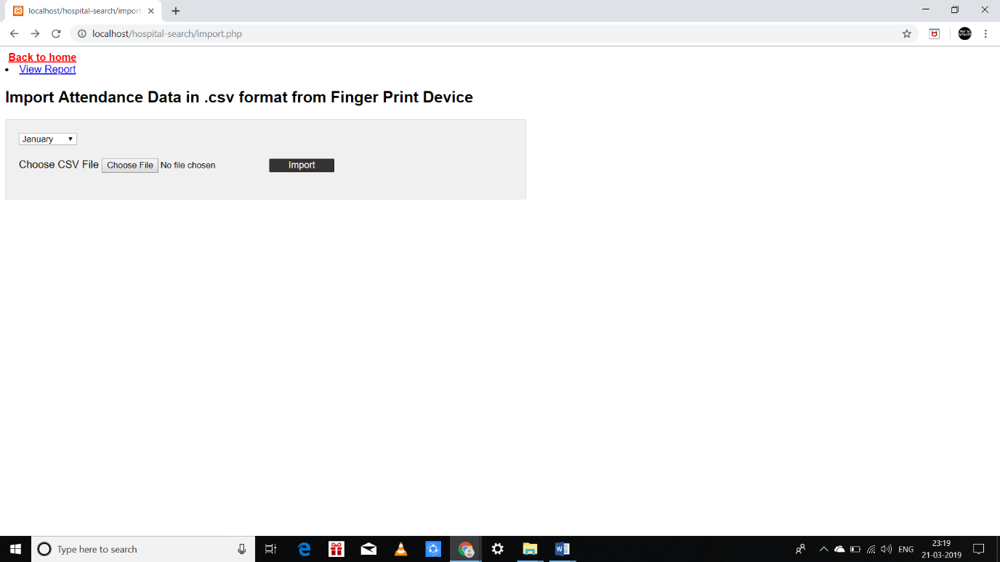 localhost/hospital-search/import
localhost/hospital-search/import.php
Back to home
View Report
Import Attendance Data in .csv format from Finger Print Device
January
Choose CSV File Choose File No file chosen Import
Type here to search
ENG
23:19
21-03-2019